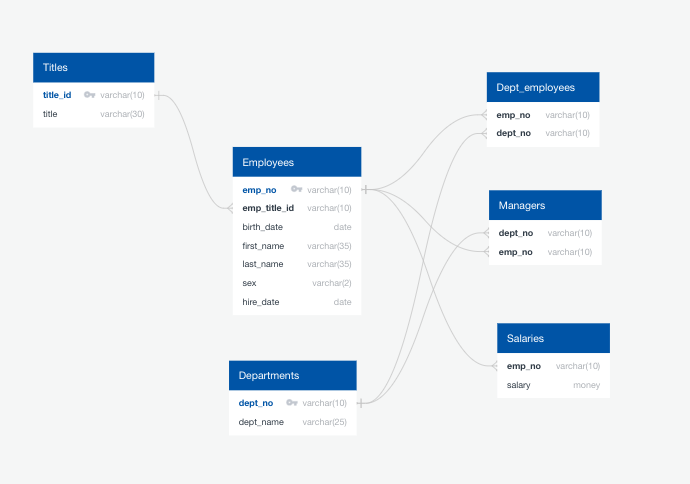 Titles
title_id varchar(10)
title varchar(30)
Employees
emp_no varchar(10)
emp_title_id varchar(10)
birth_date date
first_name varchar(35)
last_name varchar(35)
sex varchar(2)
hire_date date
Departments
dept_no varchar(10)
dept_name varchar(25)
Dept_employees
emp_no varchar(10)
dept_no varchar(10)
Managers
dept_no varchar(10)
emp_no varchar(10)
Salaries
emp_no varchar(10)
salary money